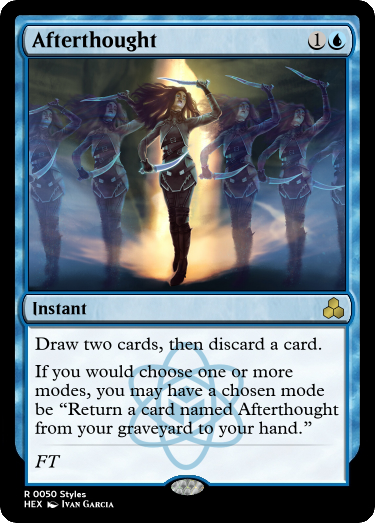 Afterthought 1
Instant
Draw two cards, then discard a card.
If you would choose one or more
modes, you may have a chosen mode
be “Return a card named Afterthought
from your graveyard to your hand.”
FT
R 0050 Styles
HEX Ivan Garcia